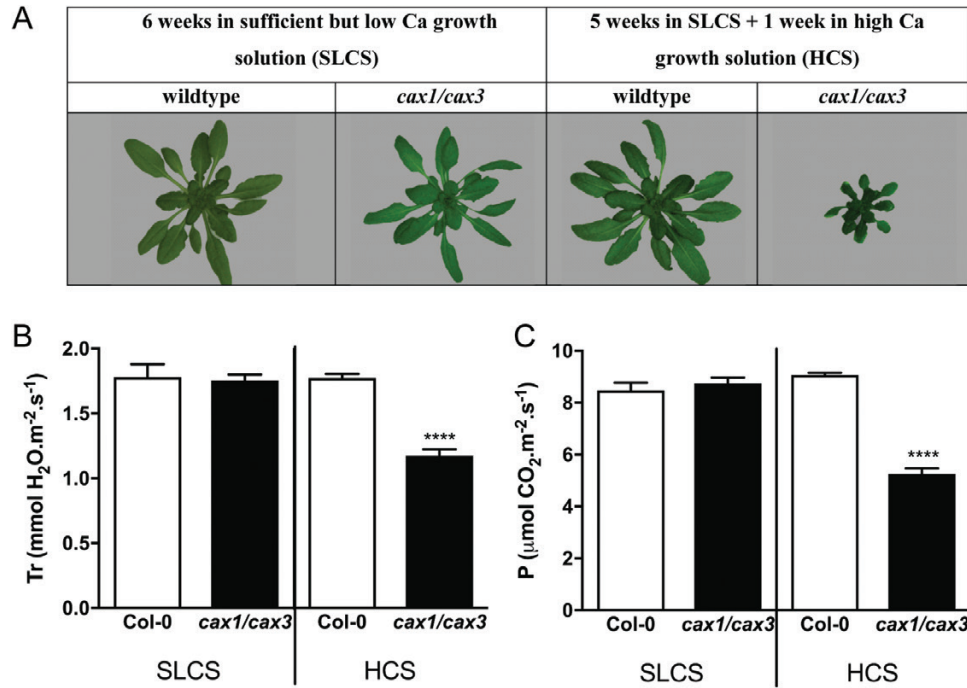 A
6 weeks in sufficient but low Ca growth
solution (SLCS)
5 weeks in SLCS + 1 week in high Ca
growth solution (HCS)
wildtype
cax1/cax3
wildtype
cax1/cax3
B
Tr (mmol H₂O.m⁻².s⁻¹)
2.0
1.5
1.0
0.5
0.0
****
Col-0
cax1/cax3
Col-0
cax1/cax3
SLCS
HCS
C
P (μmol CO₂.m⁻².s⁻¹)
10
8
6
4
2
0
****
Col-0
cax1/cax3
Col-0
cax1/cax3
SLCS
HCS